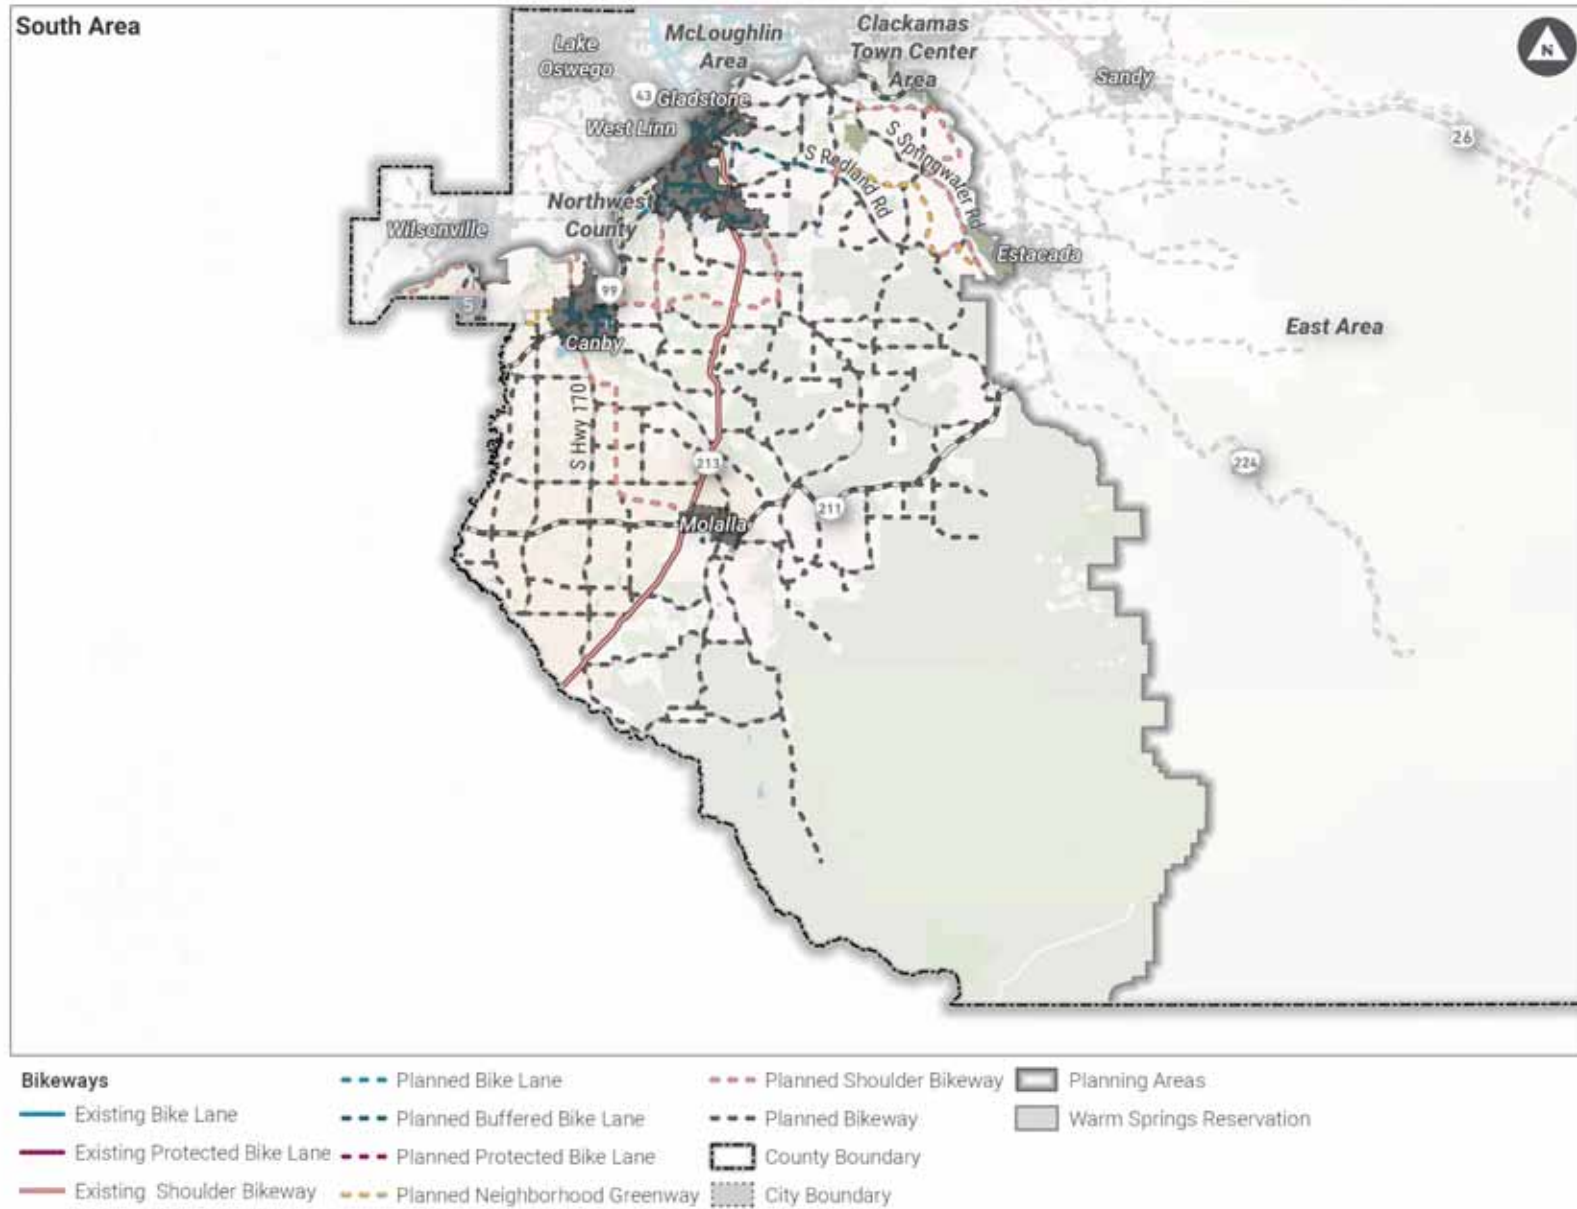 South Area
Lake
Oswego
McLoughlin
Area
Clackamas
Town Center
Area
N
Sandy
43
Gladstone
West Linn
26
S Springwater Rd
S Redland Rd
Northwest
County
Wilsonville
Estacada
99
5
Canby
East Area
S Hwy 170
213
224
211
Molalla
Bikeways
Existing Bike Lane
Existing Protected Bike Lane
Existing Shoulder Bikeway
Planned Bike Lane
Planned Buffered Bike Lane
Planned Protected Bike Lane
Planned Neighborhood Greenway
Planned Shoulder Bikeway
Planned Bikeway
County Boundary
City Boundary
Planning Areas
Warm Springs Reservation